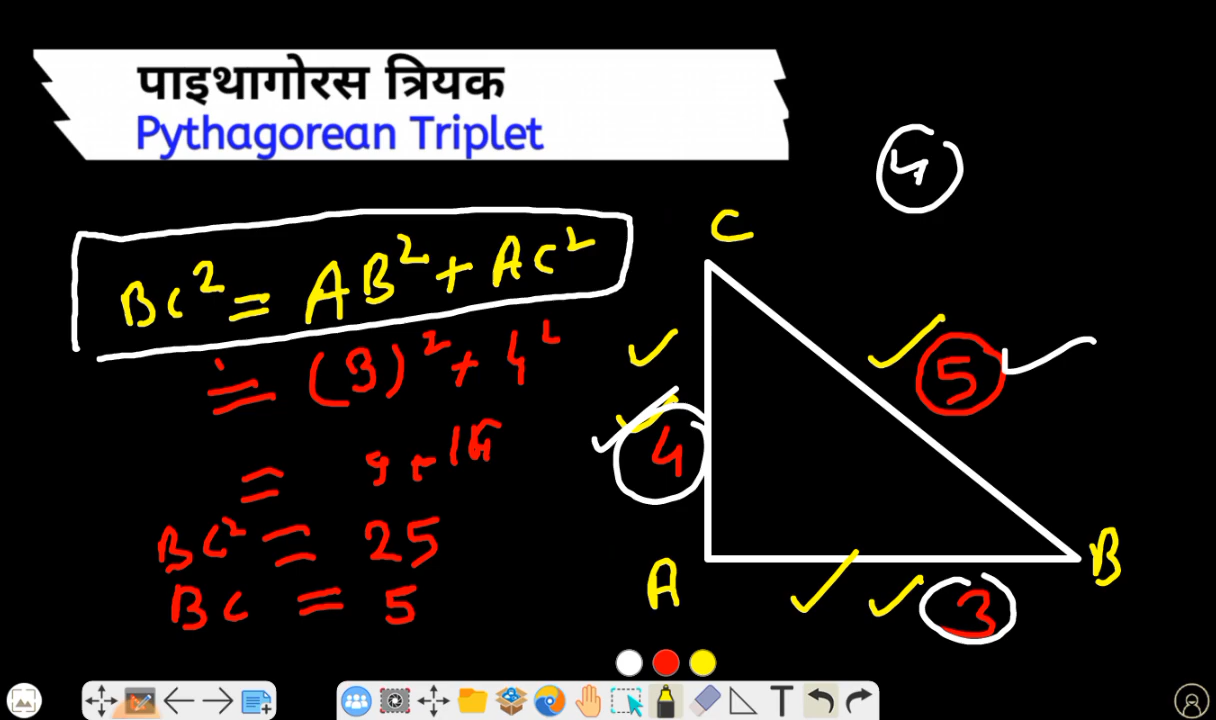 पाइथागोरस त्रियक
Pythagorean Triplet
4
C
BC² = AB² + AC²
= (3)² + 4²
5
= 9 + 16
4
BC² = 25
B
A
BC = 5
3
T